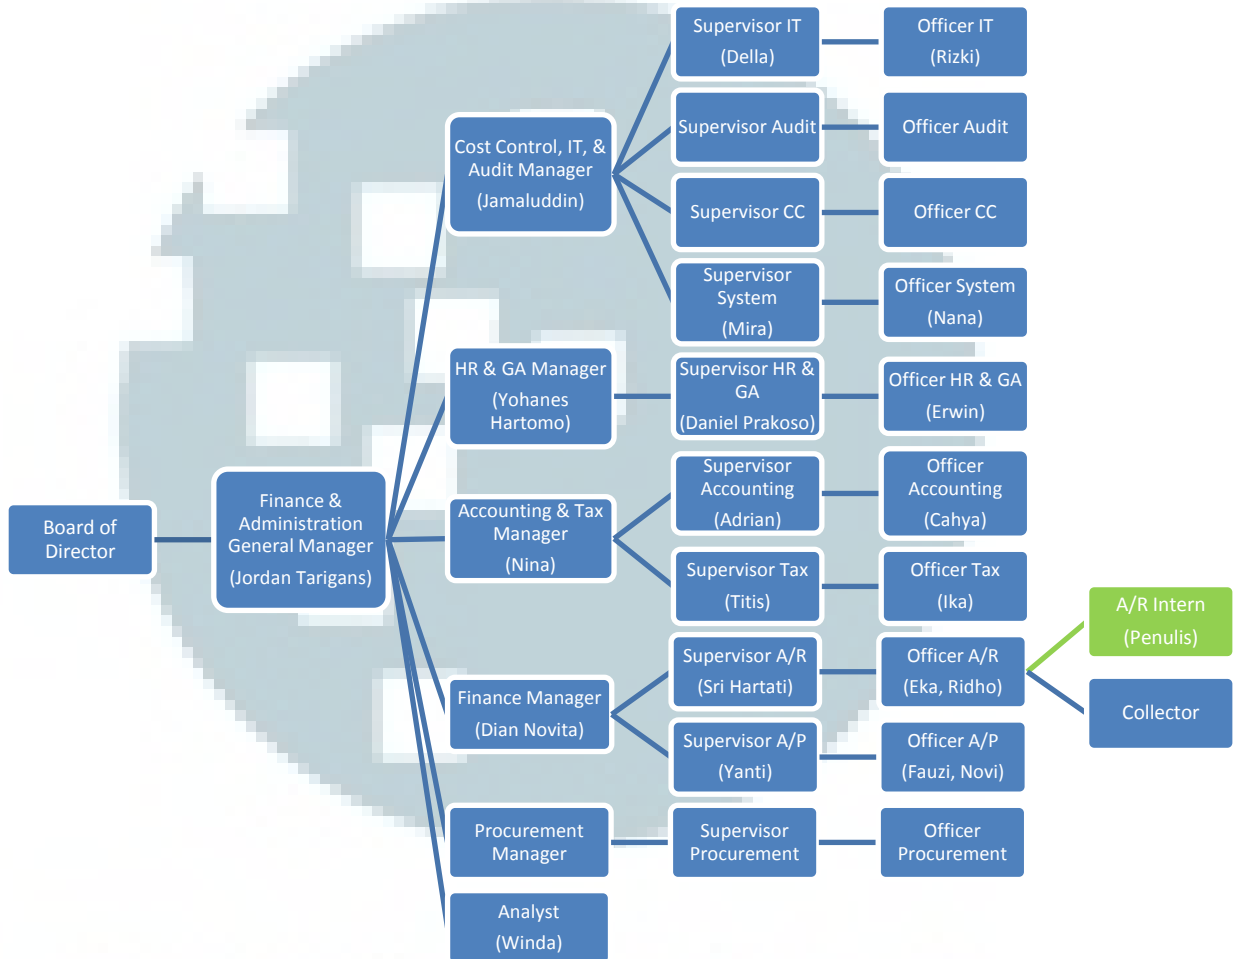 Board of
Director
Finance &
Administration
General Manager
(Jordan Tarigans)
Cost Control, IT, &
Audit Manager
(Jamaluddin)
Supervisor IT
(Della)
Officer IT
(Rizki)
Supervisor Audit
Officer Audit
Supervisor CC
Officer CC
Supervisor
System
(Mira)
Officer System
(Nana)
HR & GA Manager
(Yohanes
Hartomo)
Supervisor HR &
GA
(Daniel Prakoso)
Officer HR & GA
(Erwin)
Accounting & Tax
Manager
(Nina)
Supervisor
Accounting
(Adrian)
Officer
Accounting
(Cahya)
Supervisor Tax
(Titis)
Officer Tax
(Ika)
Finance Manager
(Dian Novita)
Supervisor A/R
(Sri Hartati)
Officer A/R
(Eka, Ridho)
A/R Intern
(Penulis)
Collector
Supervisor A/P
(Yanti)
Officer A/P
(Fauzi, Novi)
Procurement
Manager
Supervisor
Procurement
Officer
Procurement
Analyst
(Winda)